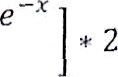 e^{-x} ] * 2